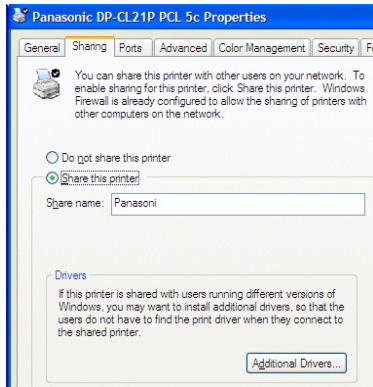 Panasonic DP-CL21P PCL 5c Properties
General Sharing Ports Advanced Color Management Security
You can share this printer with other users on your network. To
enable sharing for this printer, click Share this printer. Windows
Firewall is already configured to allow the sharing of printers with
other computers on the network.
Do not share this printer
Share this printer
Share name: Panasoni
Drivers
If this printer is shared with users running different versions of
Windows, you may want to install additional drivers, so that the
users do not have to find the print driver when they connect to
the shared printer.
Additional Drivers...